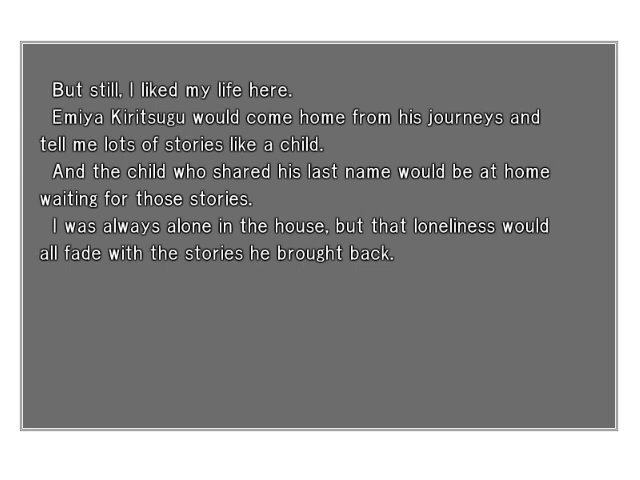 But still, I liked my life here.
Emiya Kiritsugu would come home from his journeys and
tell me lots of stories like a child.
And the child who shared his last name would be at home
waiting for those stories.
I was always alone in the house, but that loneliness would
all fade with the stories he brought back.